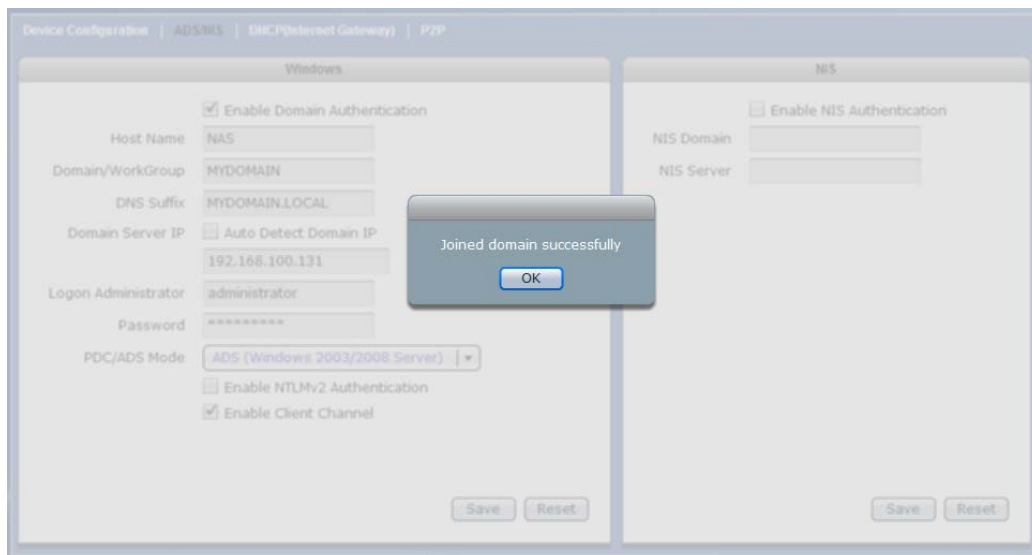 Device Configuration | ADS/NIS | DHCP(Internet Gateway) | P2P
Windows
Enable Domain Authentication
Host Name NAS
Domain/WorkGroup MYDOMAIN
DNS Suffix MYDOMAIN.LOCAL
Domain Server IP Auto Detect Domain IP
192.168.100.131
Logon Administrator administrator
Password *********
PDC/ADS Mode ADS (Windows 2003/2008 Server)
Enable NTLMv2 Authentication
Enable Client Channel
Save Reset
NIS
Enable NIS Authentication
NIS Domain
NIS Server
Save Reset
Joined domain successfully
OK